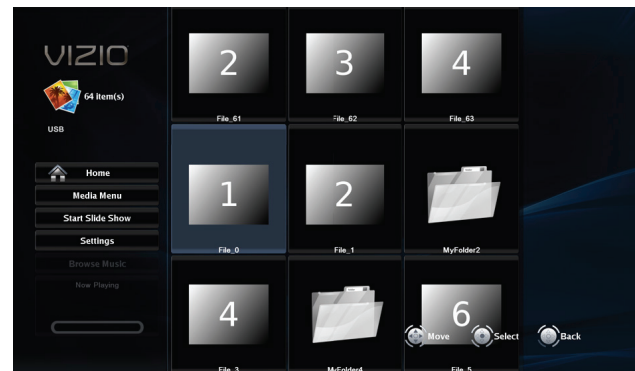 VIZIO
64 item(s)
USB
Home
Media Menu
Start Slide Show
Settings
Browse Music
Now Playing
2
3
4
File_61
File_62
File_63
1
2
File_0
File_1
MyFolder2
4
6
File_3
MyFolder4
File_5
Move
Select
Back